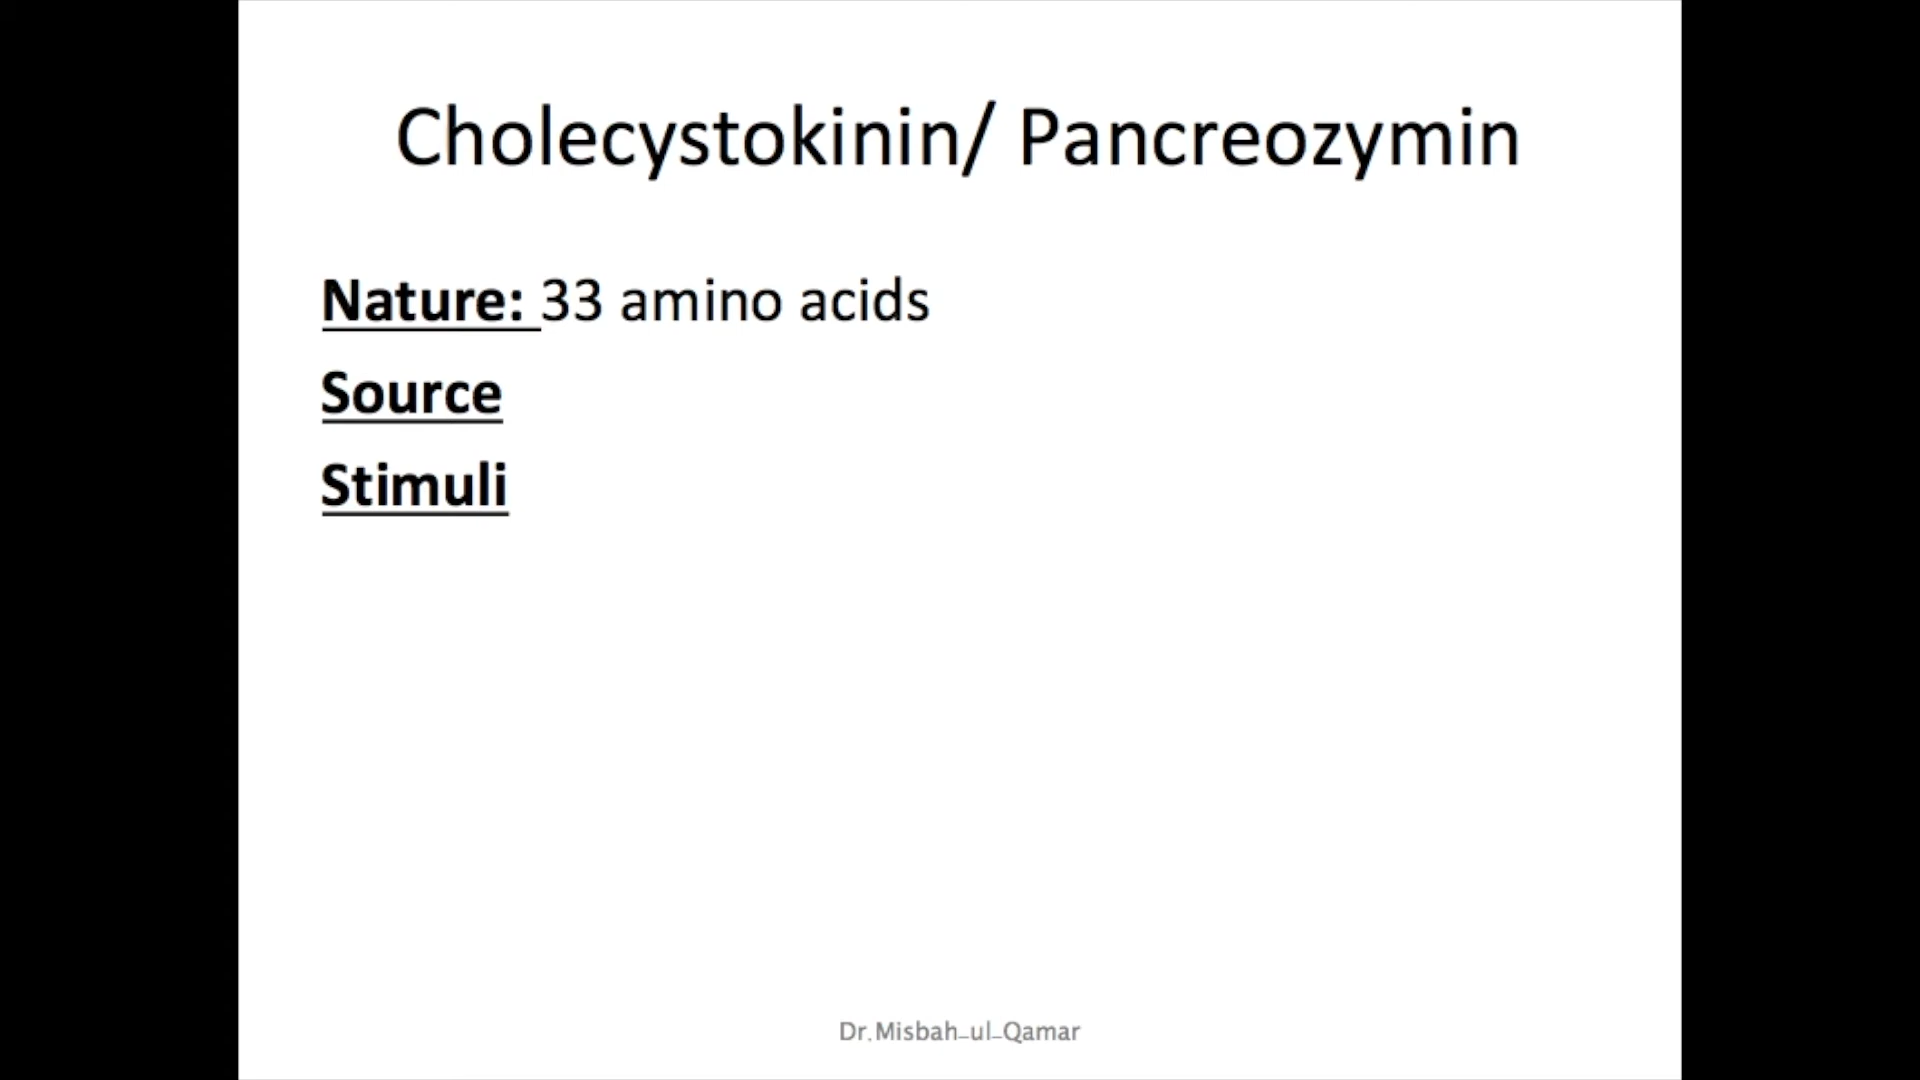 Cholecystokinin/ Pancreozymin
Nature: 33 amino acids
Source
Stimuli
Dr.Misbah_ul_Qamar